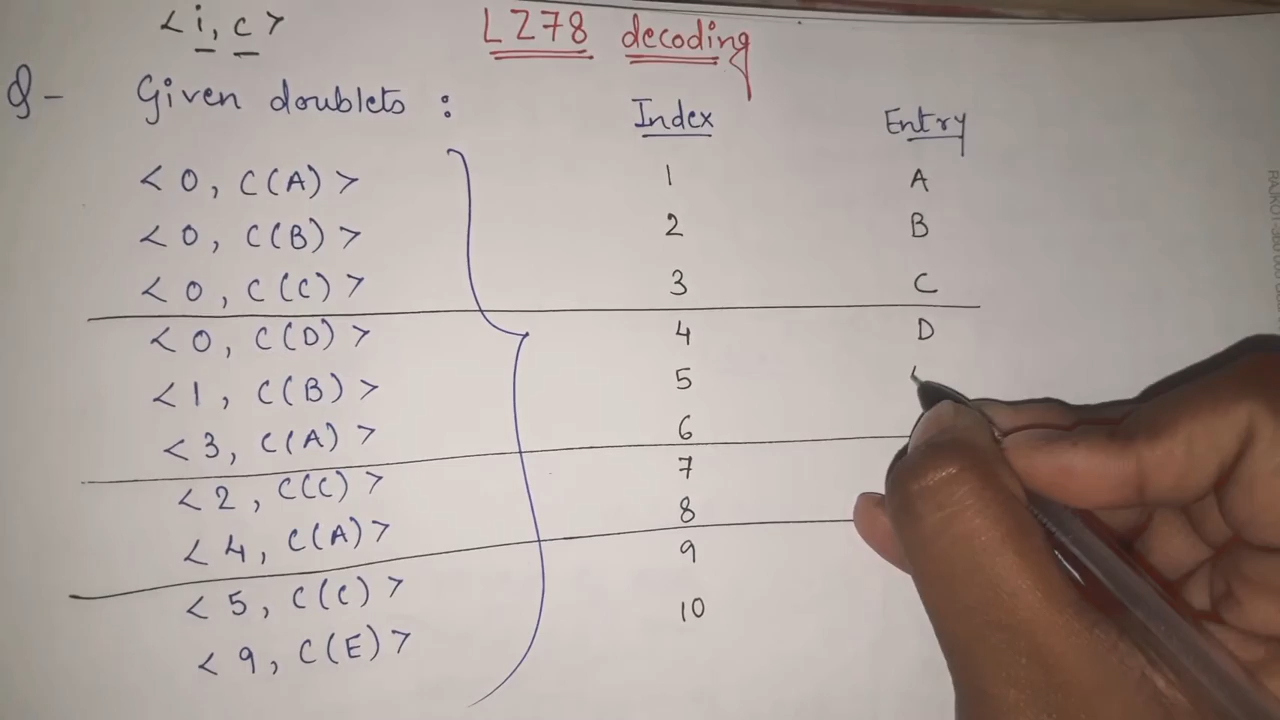 <i, c> LZ78 decoding
Q- Given doublets : Index Entry
<0, C(A)> 1 A
<0, C(B)> 2 B
<0, C(C)> 3 C
<0, C(D)> 4 D
<1, C(B)> 5
<3, C(A)> 6
<2, C(C)> 7
<4, C(A)> 8
<5, C(C)> 9
<9, C(E)> 10